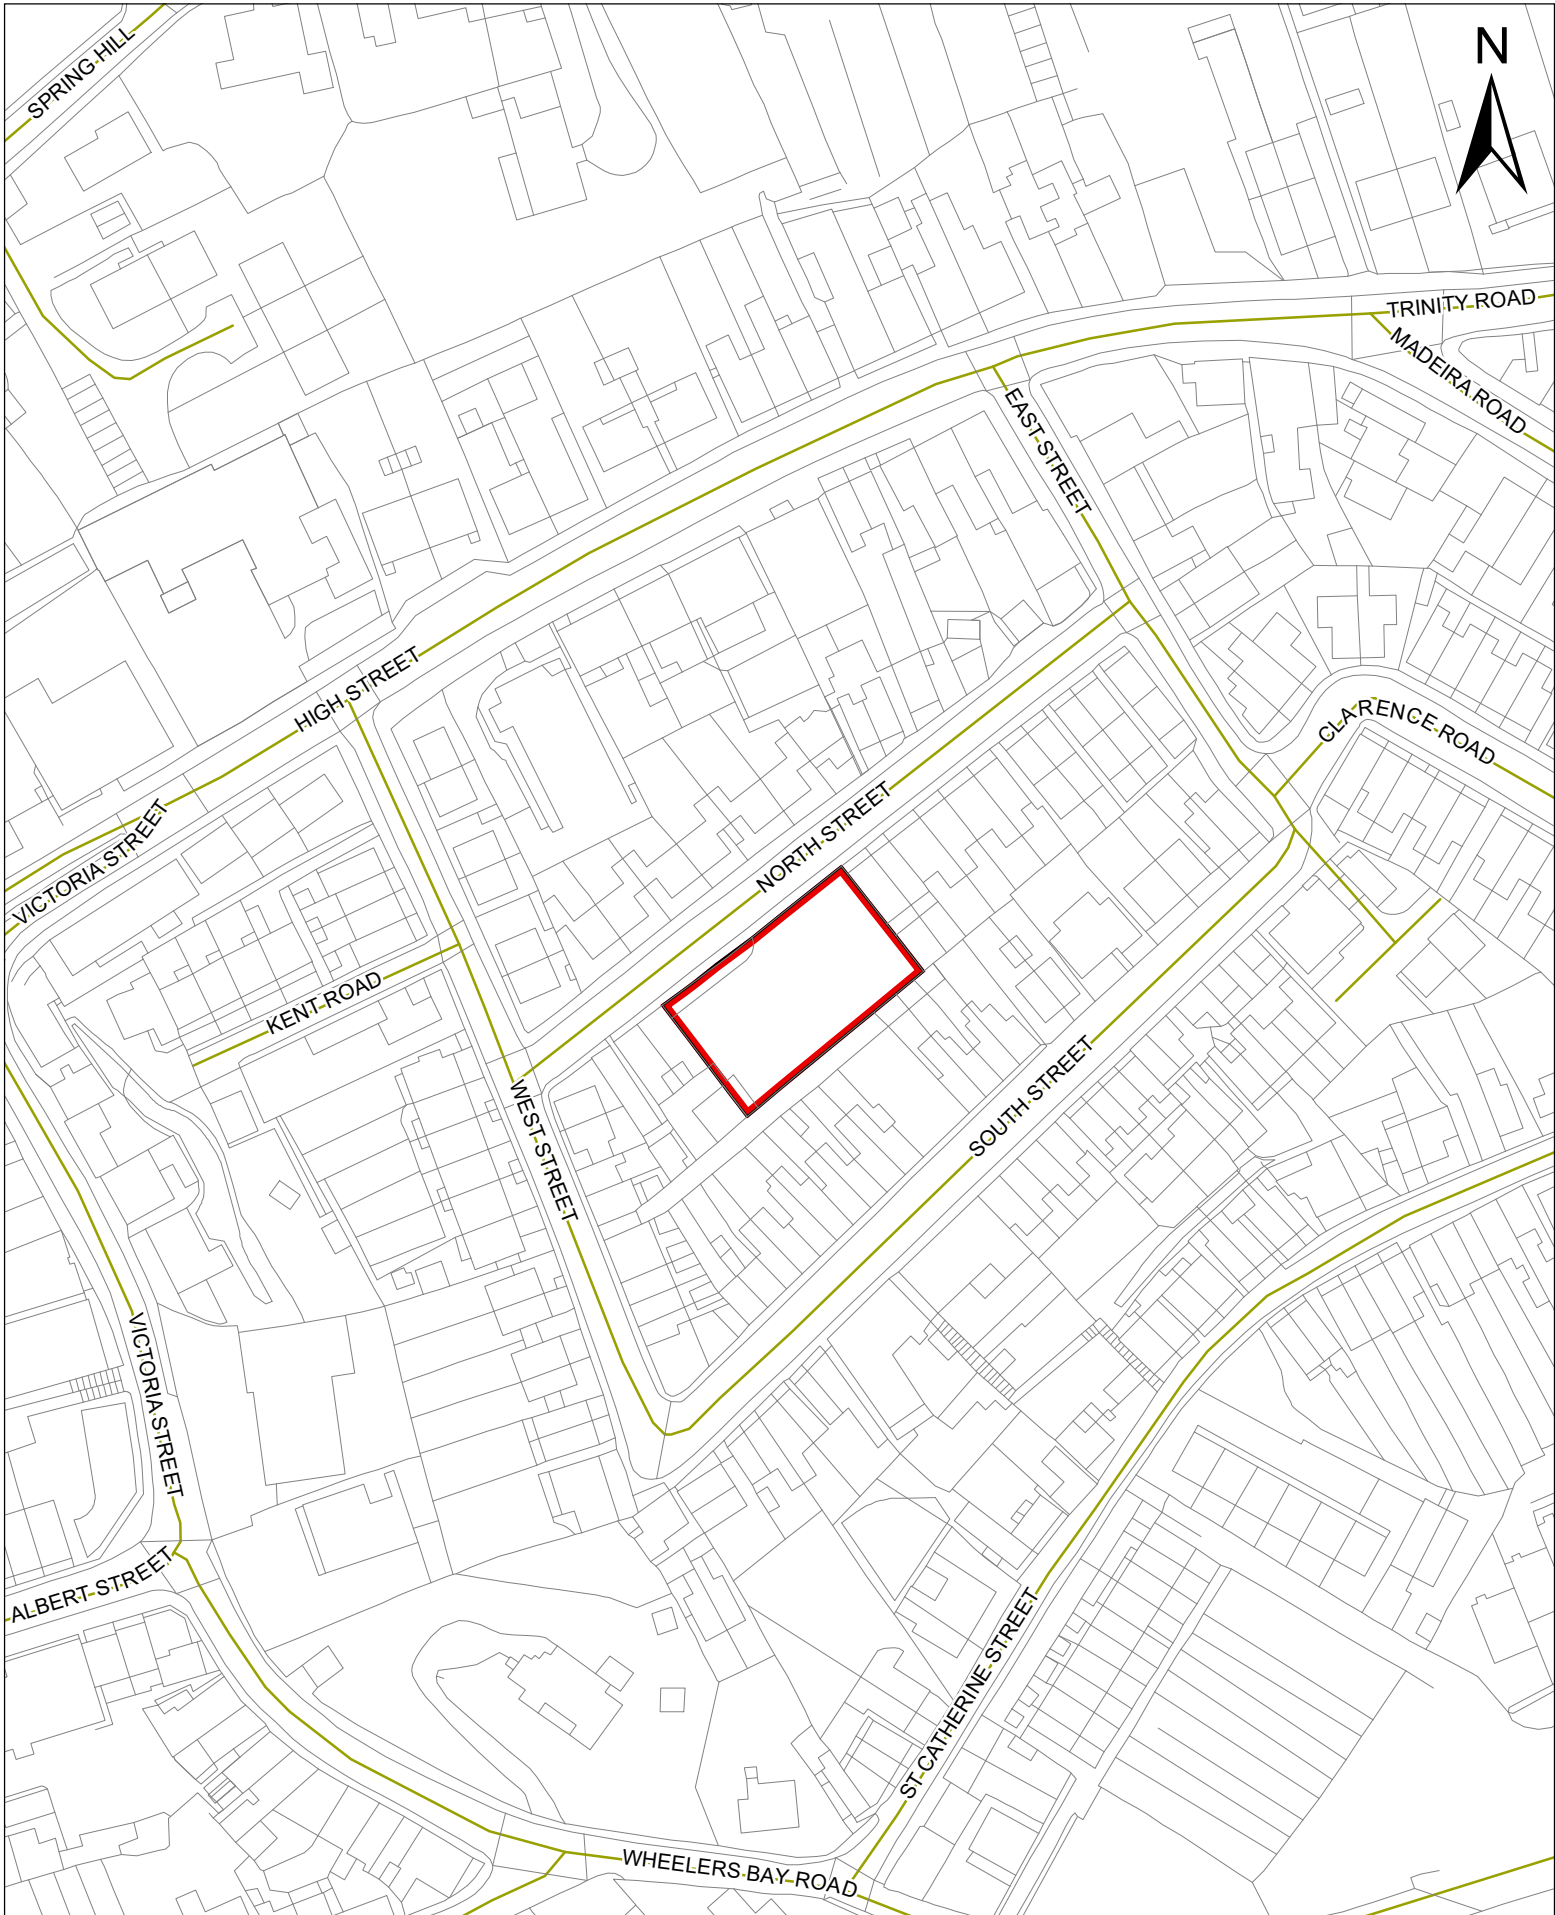 SPRING HILL
N
TRINITY ROAD
MADEIRA ROAD
EAST STREET
HIGH STREET
CLARENCE ROAD
VICTORIA STREET
NORTH STREET
KENT ROAD
SOUTH STREET
WEST STREET
VICTORIA STREET
ALBERT STREET
ST CATHERINE STREET
WHEELERS BAY ROAD